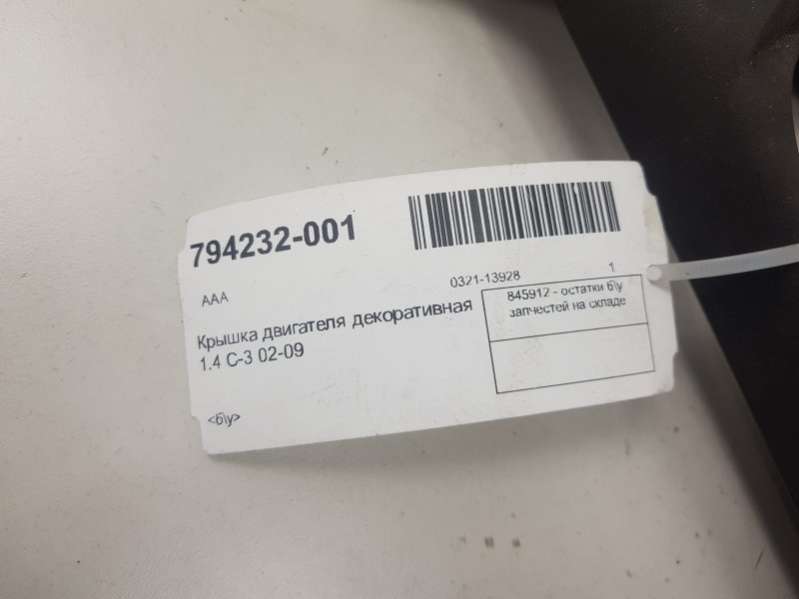 794232-001
AAA
0321-13928 1
Крышка двигателя декоративная
1.4 C-3 02-09
845912 - остатки б\у
запчестей на складе
<б\у>